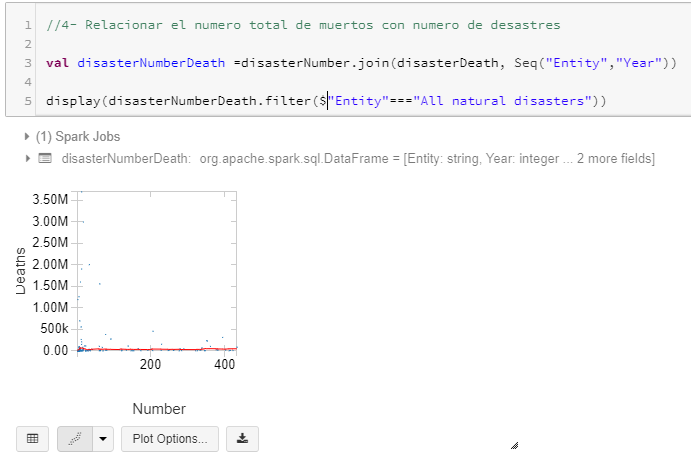 1 //4- Relacionar el numero total de muertos con numero de desastres
2
3 val disasterNumberDeath =disasterNumber.join(disasterDeath, Seq("Entity","Year"))
4
5 display(disasterNumberDeath.filter($"Entity"==="All natural disasters"))
(1) Spark Jobs
disasterNumberDeath: org.apache.spark.sql.DataFrame = [Entity: string, Year: integer ... 2 more fields]
3.50M
3.00M
2.50M
2.00M
1.50M
1.00M
500k
0.00
Deaths
200 400
Number
Plot Options...